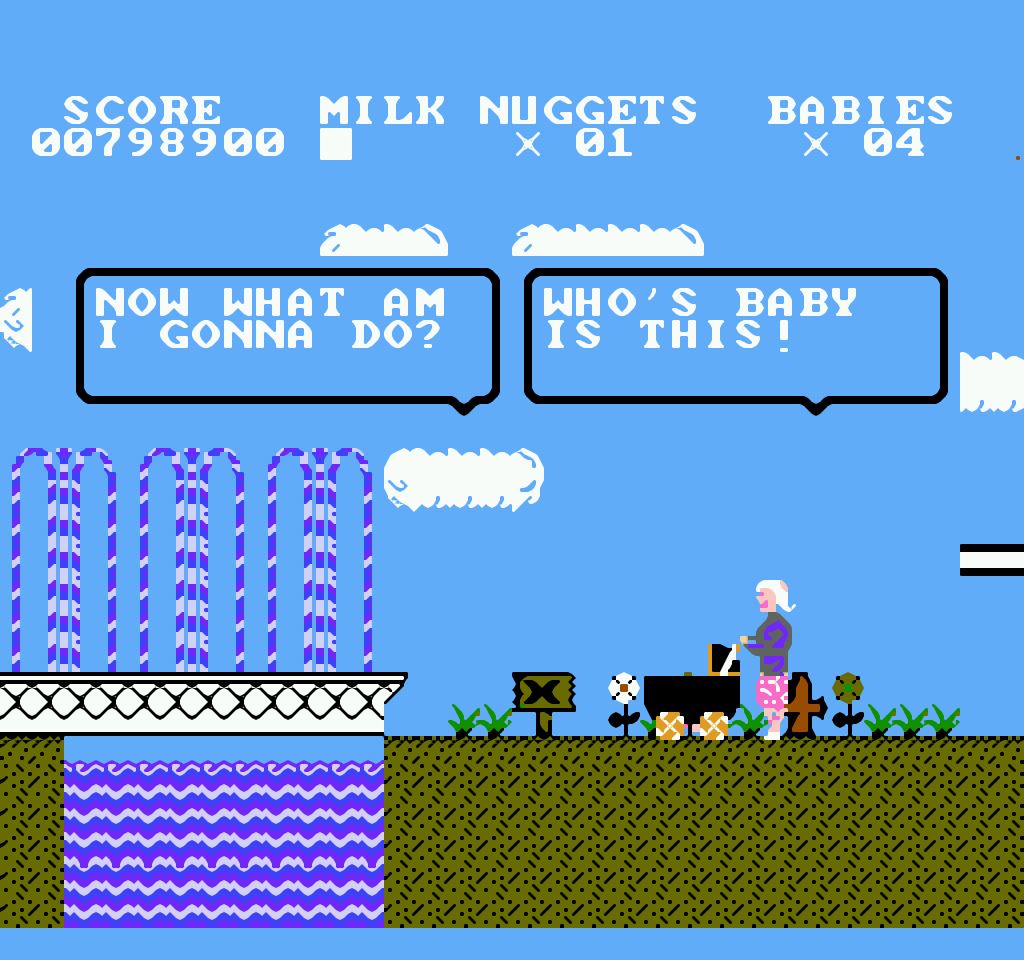 SCORE MILK NUGGETS BABIES
00798900 × 01 × 04
NOW WHAT AM
I GONNA DO?
WHO'S BABY
IS THIS!